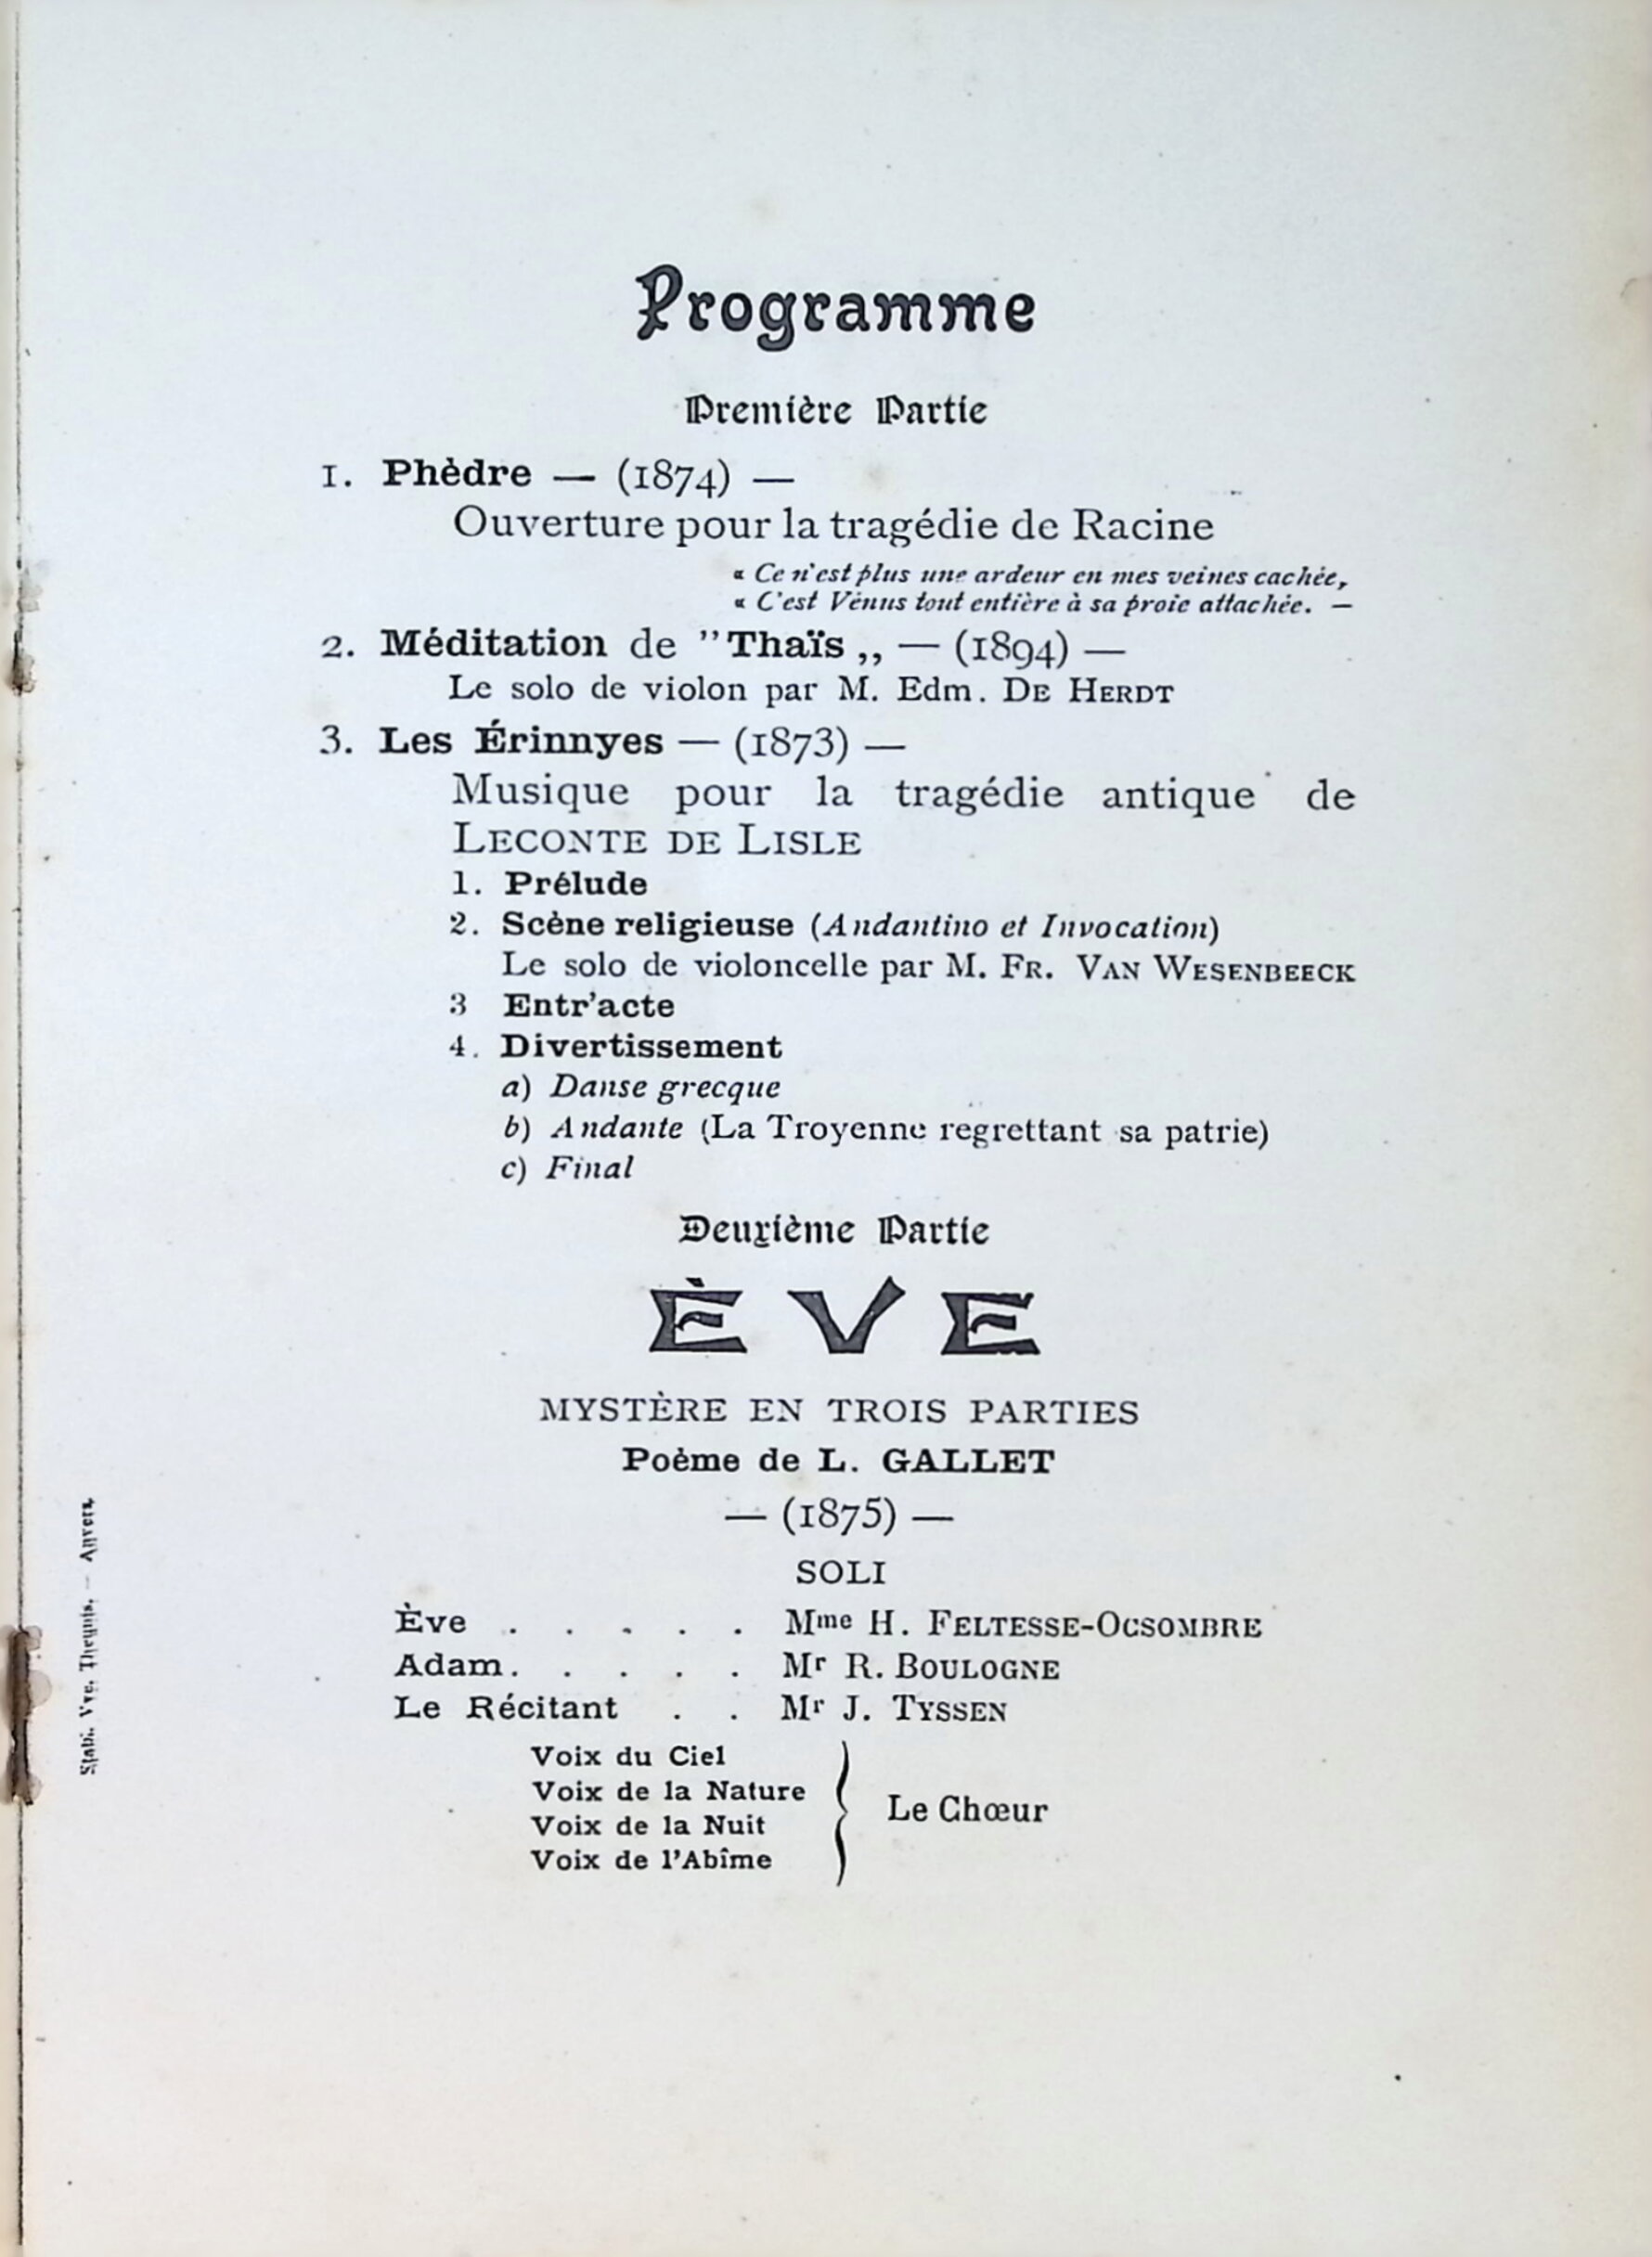 Programme
Première Partie
1. Phèdre — (1874) —
Ouverture pour la tragédie de Racine
« Ce n'est plus une ardeur en mes veines cachée,
« C'est Vénus tout entière à sa proie attachée. —
2. Méditation de "Thaïs„ — (1894) —
Le solo de violon par M. Edm. De Herdt
3. Les Érinnyes — (1873) —
Musique pour la tragédie antique de
Leconte de Lisle
1. Prélude
2. Scène religieuse (Andantino et Invocation)
Le solo de violoncelle par M. Fr. Van Wesenbeeck
3 Entr'acte
4. Divertissement
a) Danse grecque
b) Andante (La Troyenne regrettant sa patrie)
c) Final
Deuxième Partie
ÈVE
MYSTÈRE EN TROIS PARTIES
Poème de L. GALLET
— (1875) —
SOLI
Ève . . . . . Mme H. Feltesse-Ocsombre
Adam. . . . . Mr R. Boulogne
Le Récitant . . Mr J. Tyssen
Voix du Ciel
Voix de la Nature
Voix de la Nuit
Voix de l'Abîme
Le Chœur
Etabl. Vve. Theunis. — Anvers.